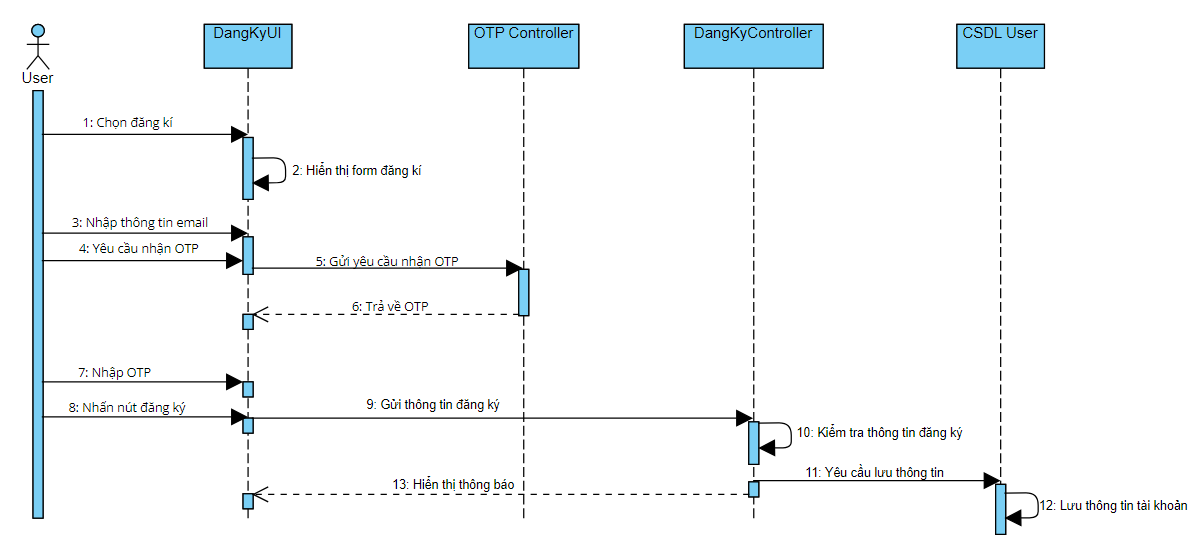 User
DangKyUI
OTP Controller
DangKyController
CSDL User
1: Chọn đăng kí
2: Hiển thị form đăng kí
3: Nhập thông tin email
4: Yêu cầu nhận OTP
5: Gửi yêu cầu nhận OTP
6: Trả về OTP
7: Nhập OTP
8: Nhấn nút đăng ký
9: Gửi thông tin đăng ký
10: Kiểm tra thông tin đăng ký
11: Yêu cầu lưu thông tin
13: Hiển thị thông báo
12: Lưu thông tin tài khoản